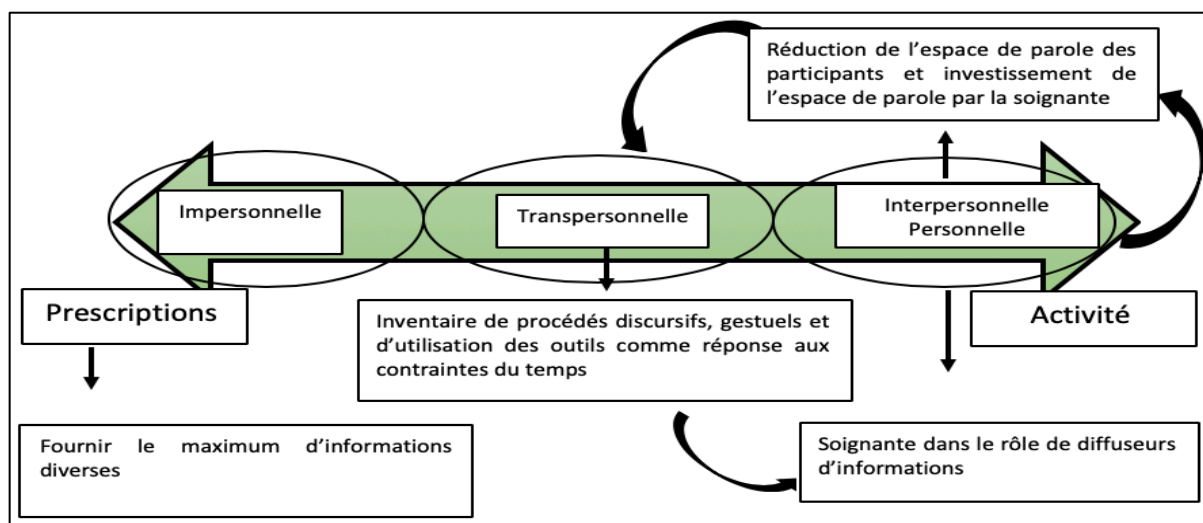 Réduction de l’espace de parole des
participants et investissement de
l’espace de parole par la soignante
Impersonnelle
Transpersonnelle
Interpersonnelle
Personnelle
Prescriptions
Activité
Inventaire de procédés discursifs, gestuels et
d’utilisation des outils comme réponse aux
contraintes du temps
Fournir le maximum d’informations
diverses
Soignante dans le rôle de diffuseurs
d’informations